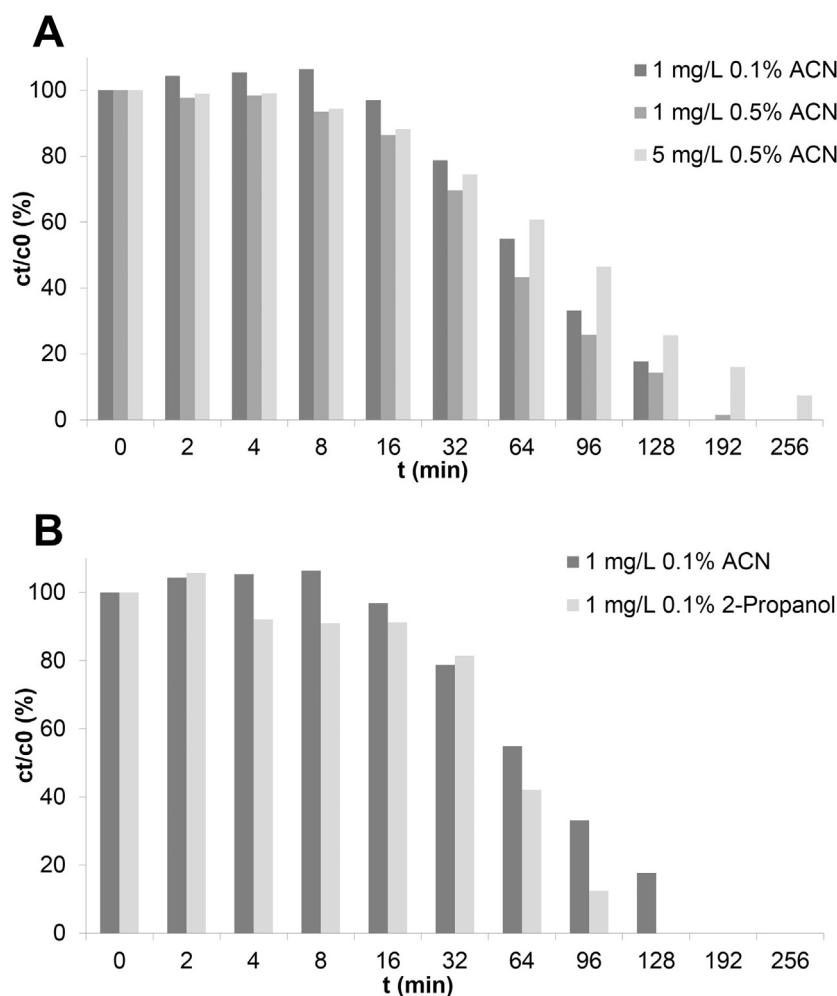 A
1 mg/L 0.1% ACN
1 mg/L 0.5% ACN
5 mg/L 0.5% ACN
ct/c0 (%)
100
80
60
40
20
0
0 2 4 8 16 32 64 96 128 192 256
t (min)
B
1 mg/L 0.1% ACN
1 mg/L 0.1% 2-Propanol
ct/c0 (%)
100
80
60
40
20
0
0 2 4 8 16 32 64 96 128 192 256
t (min)